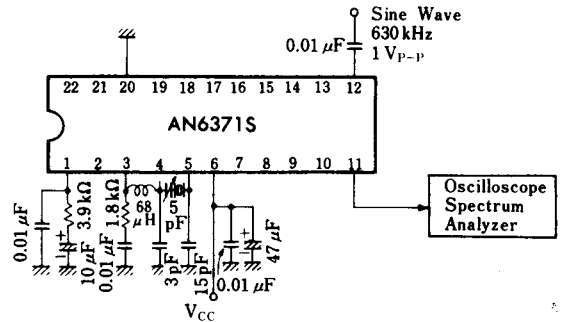 Sine Wave
630 kHz
1 VP-P
0.01 μF
22 21 20 19 18 17 16 15 14 13 12
AN6371S
1 2 3 4 5 6 7 8 9 10 11
0.01 μF
3.9 kΩ
+
−
10 μF
1.8 kΩ
0.01 μF
68
μH
5
pF
3 pF
15 pF
VCC
+
−
0.01 μF
47 μF
Oscilloscope
Spectrum
Analyzer